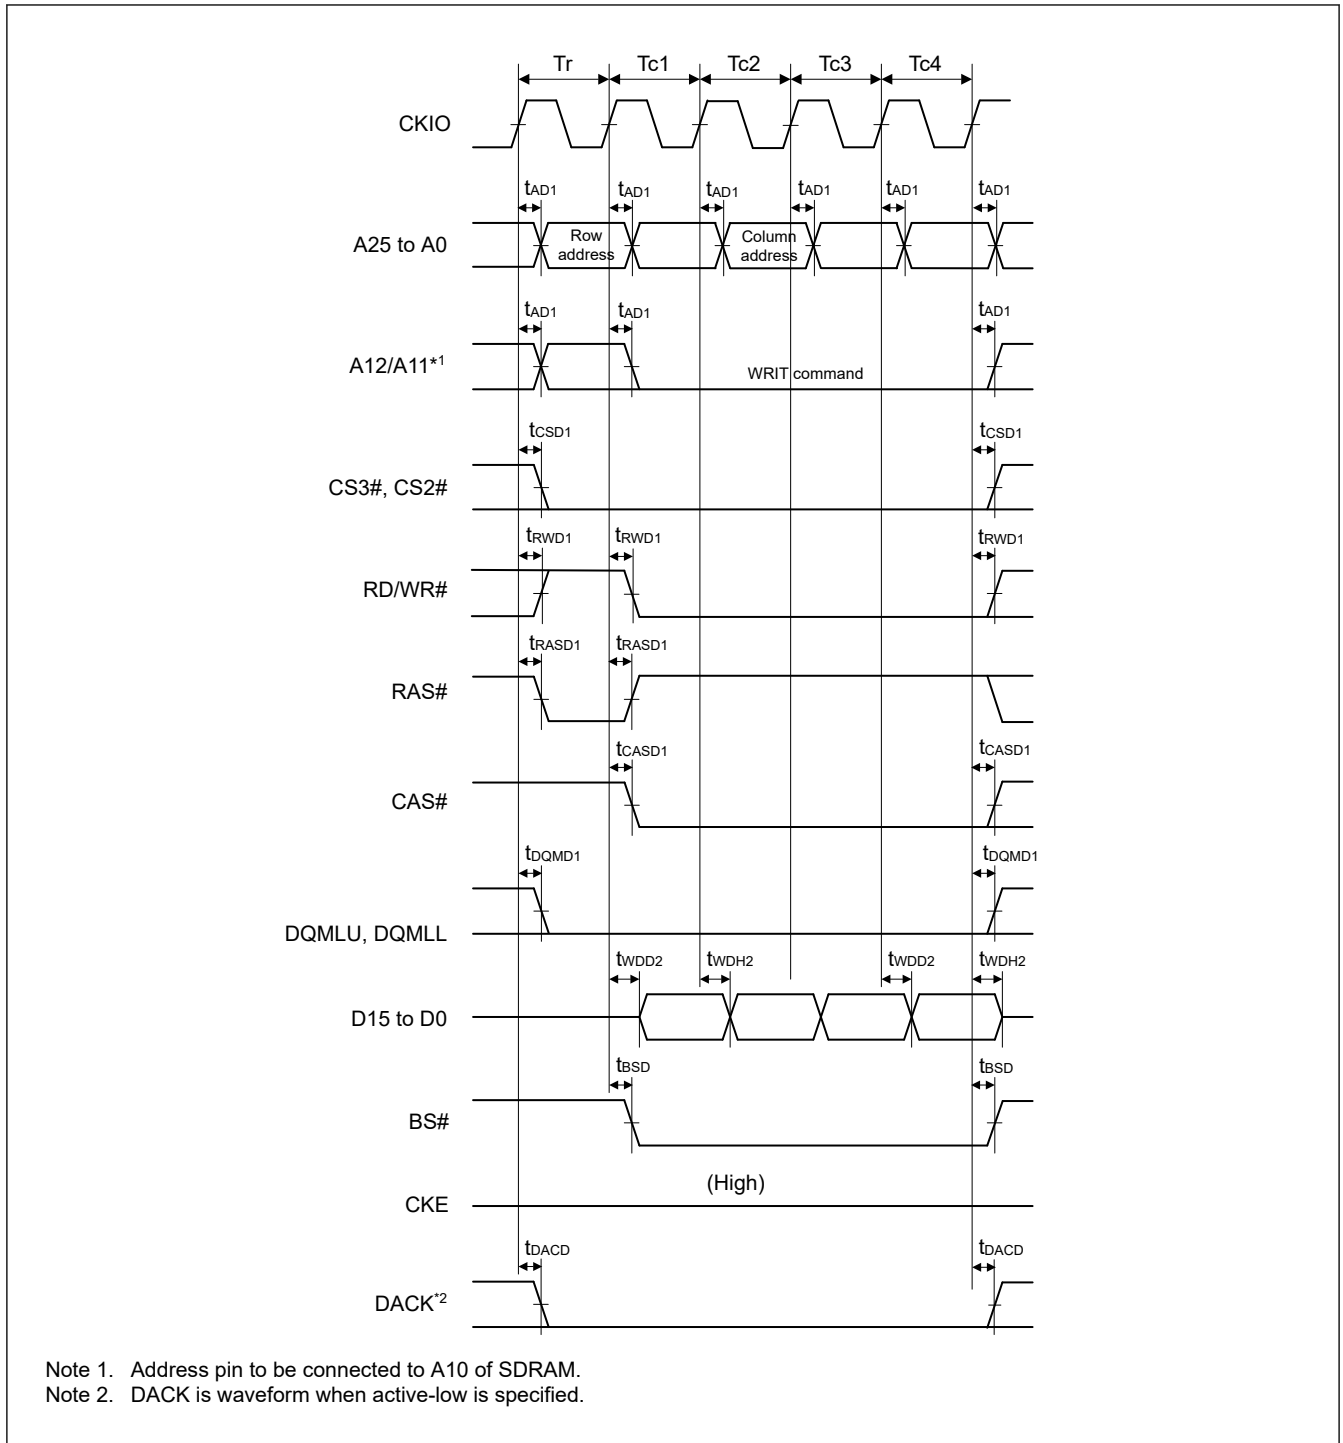 Tr Tc1 Tc2 Tc3 Tc4
CKIO
tAD1 tAD1 tAD1 tAD1 tAD1 tAD1
A25 to A0
Row
address
Column
address
tAD1 tAD1 tAD1
A12/A11*1
WRIT command
tCSD1 tCSD1
CS3#, CS2#
tRWD1 tRWD1 tRWD1
RD/WR#
tRASD1 tRASD1
RAS#
tCASD1 tCASD1
CAS#
tDQMD1 tDQMD1
DQMLU, DQMLL
tWDD2 tWDH2 tWDD2 tWDH2
D15 to D0
tBSD tBSD
BS#
(High)
CKE
tDACD tDACD
DACK*2
Note 1. Address pin to be connected to A10 of SDRAM.
Note 2. DACK is waveform when active-low is specified.